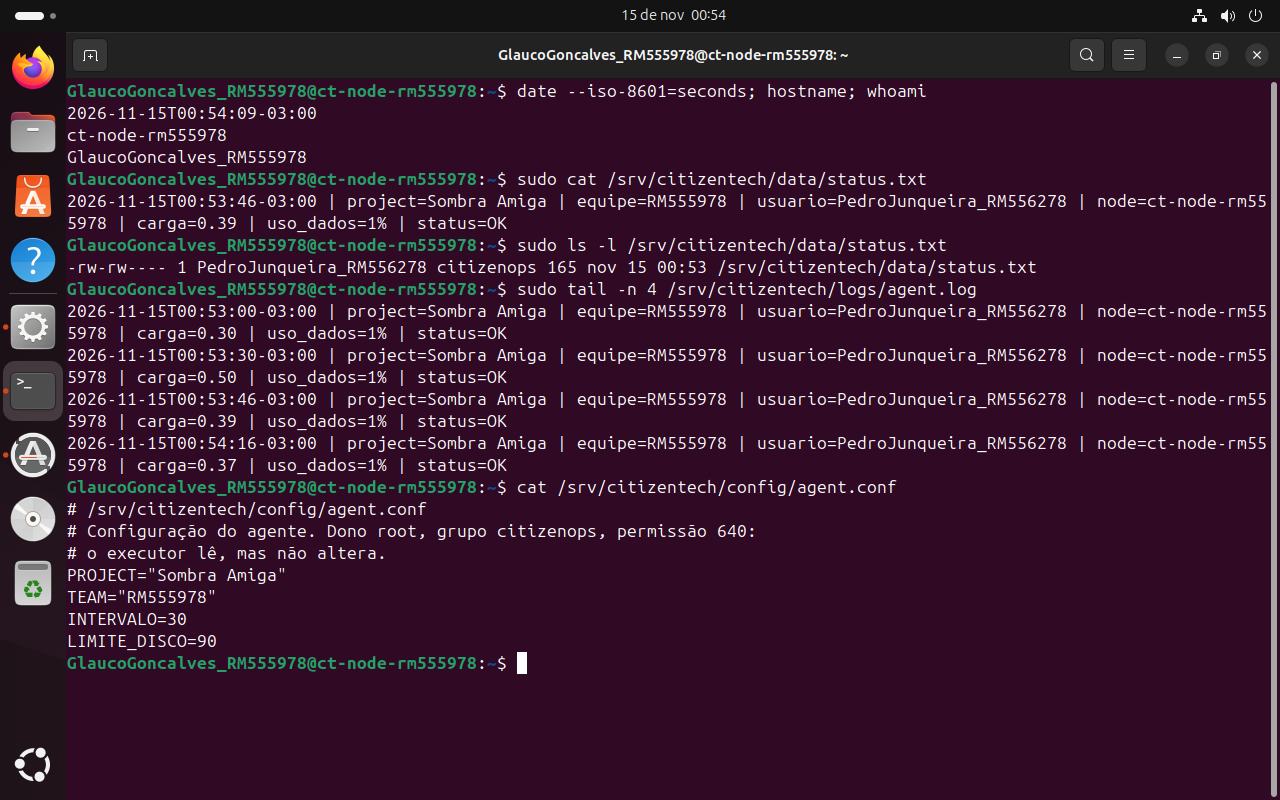 15 de nov 00:54
GlaucoGoncalves_RM555978@ct-node-rm555978: ~
GlaucoGoncalves_RM555978@ct-node-rm555978:~$ date --iso-8601=seconds; hostname; whoami
2026-11-15T00:54:09-03:00
ct-node-rm555978
GlaucoGoncalves_RM555978
GlaucoGoncalves_RM555978@ct-node-rm555978:~$ sudo cat /srv/citizentech/data/status.txt
2026-11-15T00:53:46-03:00 | project=Sombra Amiga | equipe=RM555978 | usuario=PedroJunqueira_RM556278 | node=ct-node-rm55
5978 | carga=0.39 | uso_dados=1% | status=OK
GlaucoGoncalves_RM555978@ct-node-rm555978:~$ sudo ls -l /srv/citizentech/data/status.txt
-rw-rw---- 1 PedroJunqueira_RM556278 citizenops 165 nov 15 00:53 /srv/citizentech/data/status.txt
GlaucoGoncalves_RM555978@ct-node-rm555978:~$ sudo tail -n 4 /srv/citizentech/logs/agent.log
2026-11-15T00:53:00-03:00 | project=Sombra Amiga | equipe=RM555978 | usuario=PedroJunqueira_RM556278 | node=ct-node-rm55
5978 | carga=0.30 | uso_dados=1% | status=OK
2026-11-15T00:53:30-03:00 | project=Sombra Amiga | equipe=RM555978 | usuario=PedroJunqueira_RM556278 | node=ct-node-rm55
5978 | carga=0.50 | uso_dados=1% | status=OK
2026-11-15T00:53:46-03:00 | project=Sombra Amiga | equipe=RM555978 | usuario=PedroJunqueira_RM556278 | node=ct-node-rm55
5978 | carga=0.39 | uso_dados=1% | status=OK
2026-11-15T00:54:16-03:00 | project=Sombra Amiga | equipe=RM555978 | usuario=PedroJunqueira_RM556278 | node=ct-node-rm55
5978 | carga=0.37 | uso_dados=1% | status=OK
GlaucoGoncalves_RM555978@ct-node-rm555978:~$ cat /srv/citizentech/config/agent.conf
# /srv/citizentech/config/agent.conf
# Configuração do agente. Dono root, grupo citizenops, permissão 640:
# o executor lê, mas não altera.
PROJECT="Sombra Amiga"
TEAM="RM555978"
INTERVALO=30
LIMITE_DISCO=90
GlaucoGoncalves_RM555978@ct-node-rm555978:~$